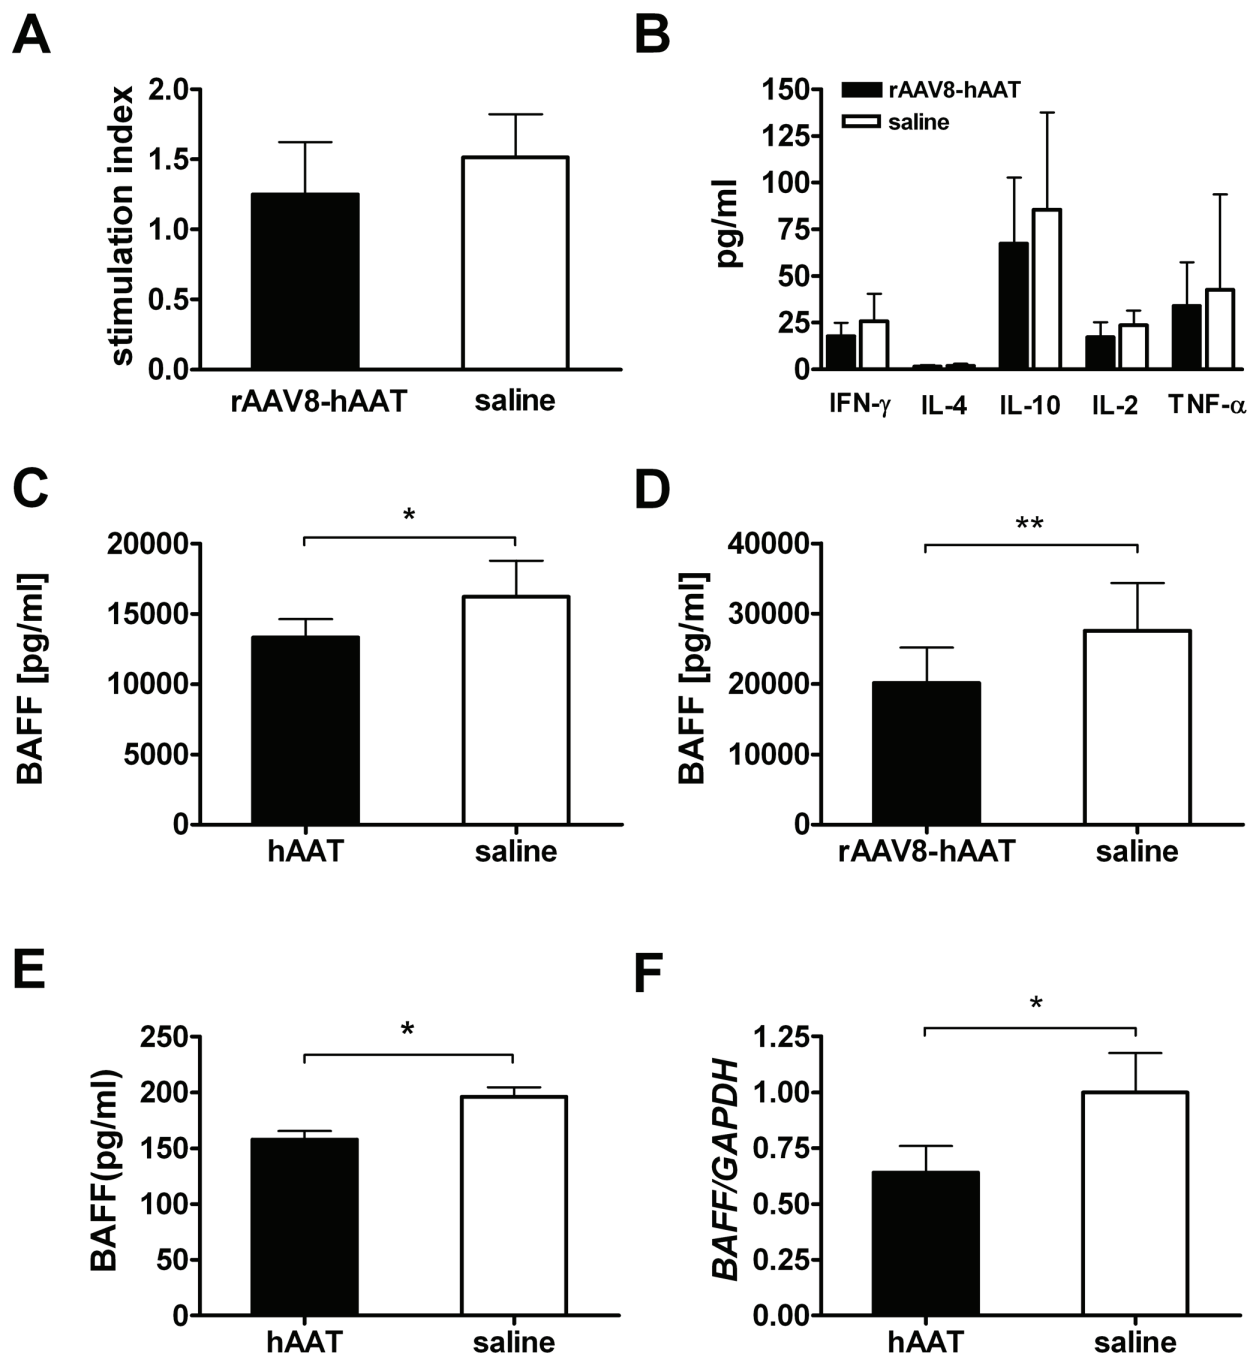 A
stimulation index
2.0
1.5
1.0
0.5
0.0
rAAV8-hAAT saline
B
pg/ml
150
125
100
75
50
25
0
rAAV8-hAAT
saline
IFN-γ IL-4 IL-10 IL-2 TNF-α
C
BAFF [pg/ml]
20000
15000
10000
5000
0
*
hAAT saline
D
BAFF [pg/ml]
40000
30000
20000
10000
0
**
rAAV8-hAAT saline
E
BAFF(pg/ml)
250
200
150
100
50
0
*
hAAT saline
F
BAFF/GAPDH
1.25
1.00
0.75
0.50
0.25
0.00
*
hAAT saline